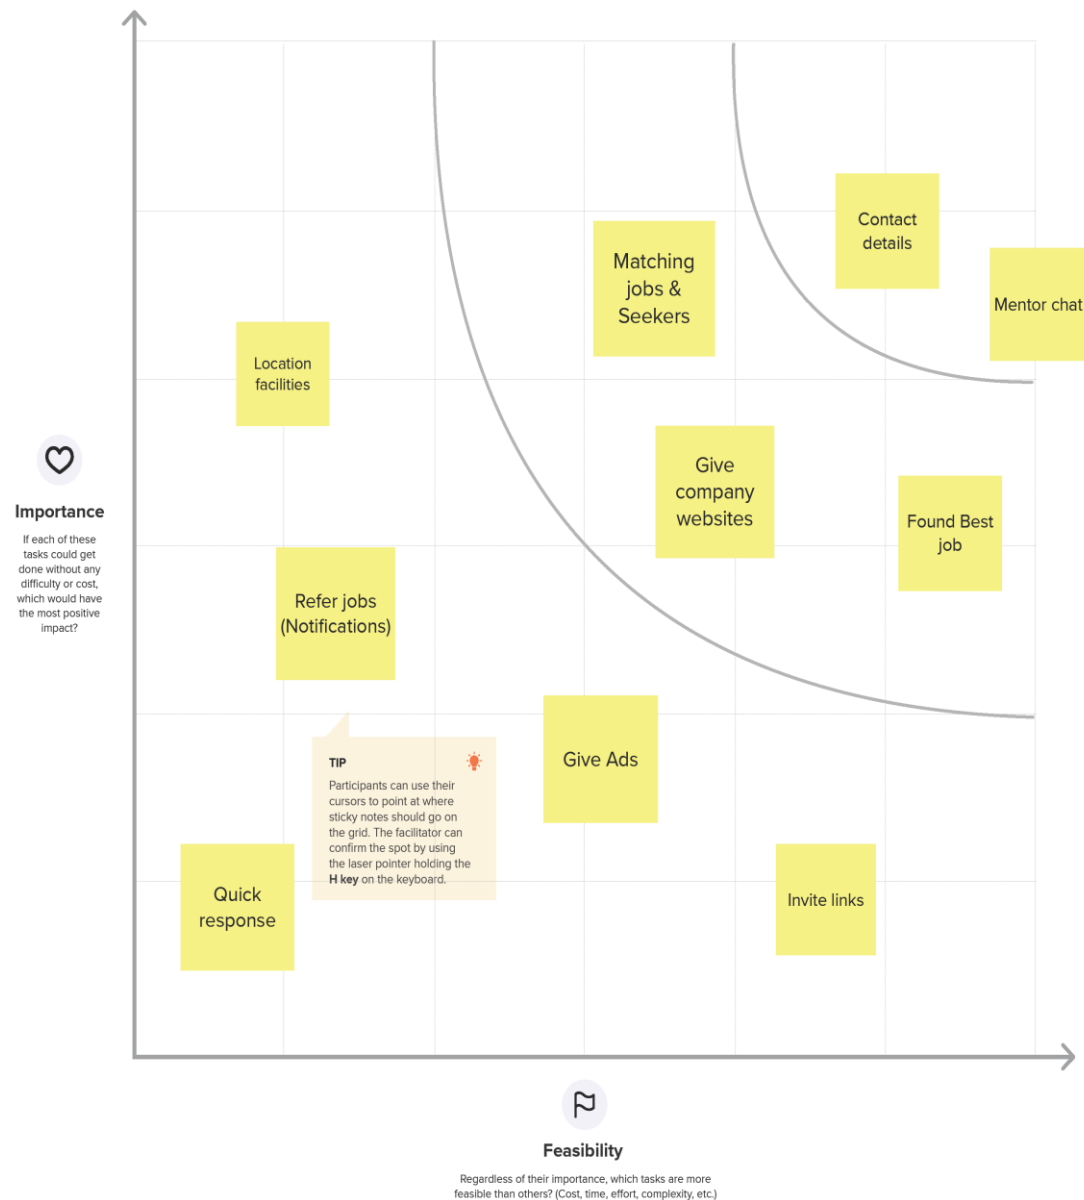 Contact
details
Matching
jobs &
Seekers
Mentor chat
Location
facilities
Give
company
websites
Found Best
job
Importance
If each of these
tasks could get
done without any
difficulty or cost,
which would have
the most positive
impact?
Refer jobs
(Notifications)
Give Ads
TIP
Participants can use their
cursors to point at where
sticky notes should go on
the grid. The facilitator can
confirm the spot by using
the laser pointer holding the
H key on the keyboard.
Quick
response
Invite links
Feasibility
Regardless of their importance, which tasks are more
feasible than others? (Cost, time, effort, complexity, etc.)